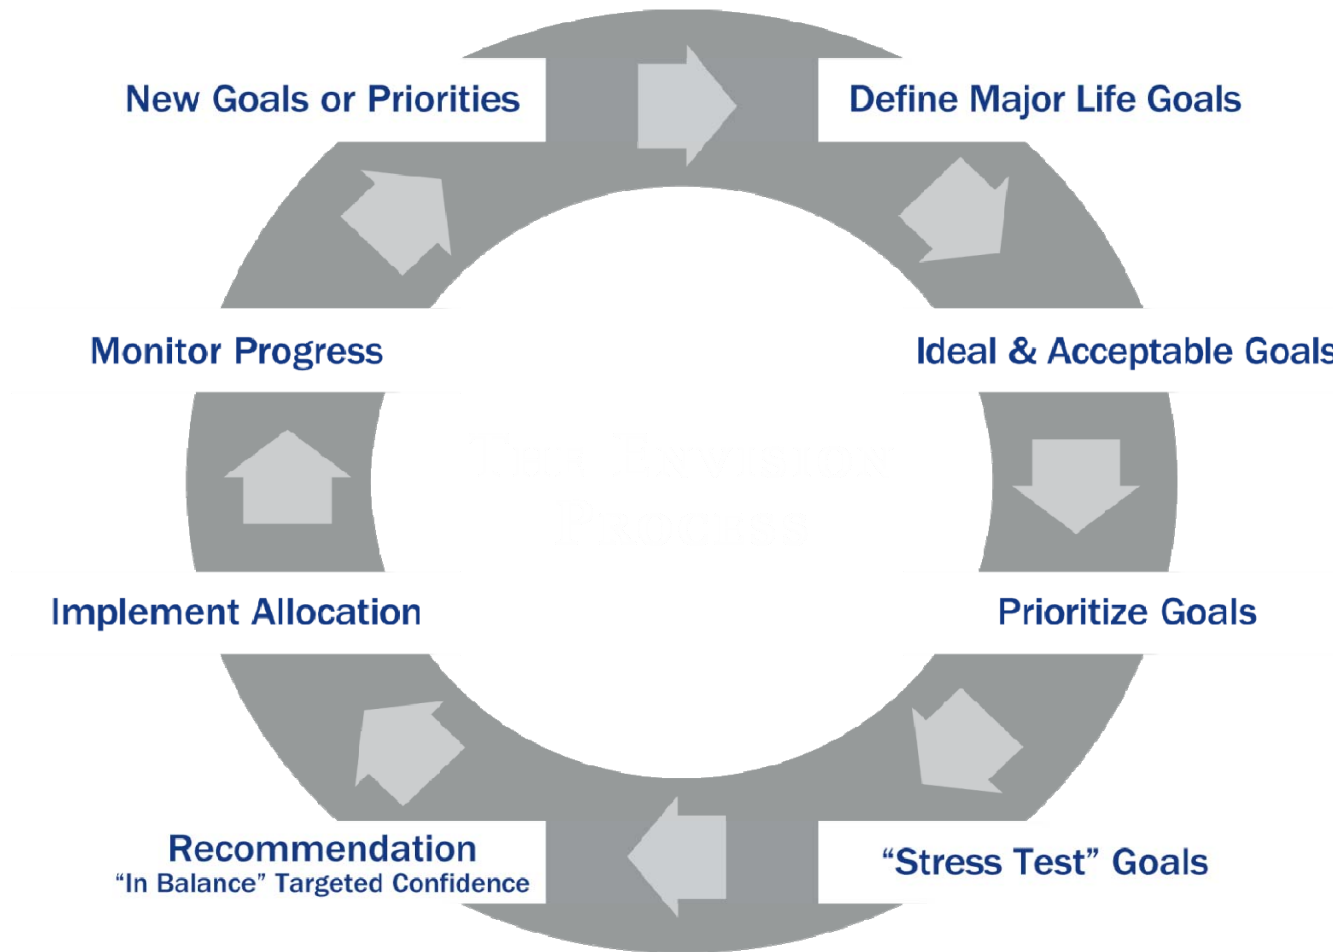 New Goals or Priorities
Define Major Life Goals
Monitor Progress
Ideal & Acceptable Goals
Implement Allocation
Prioritize Goals
Recommendation
“In Balance” Targeted Confidence
“Stress Test” Goals